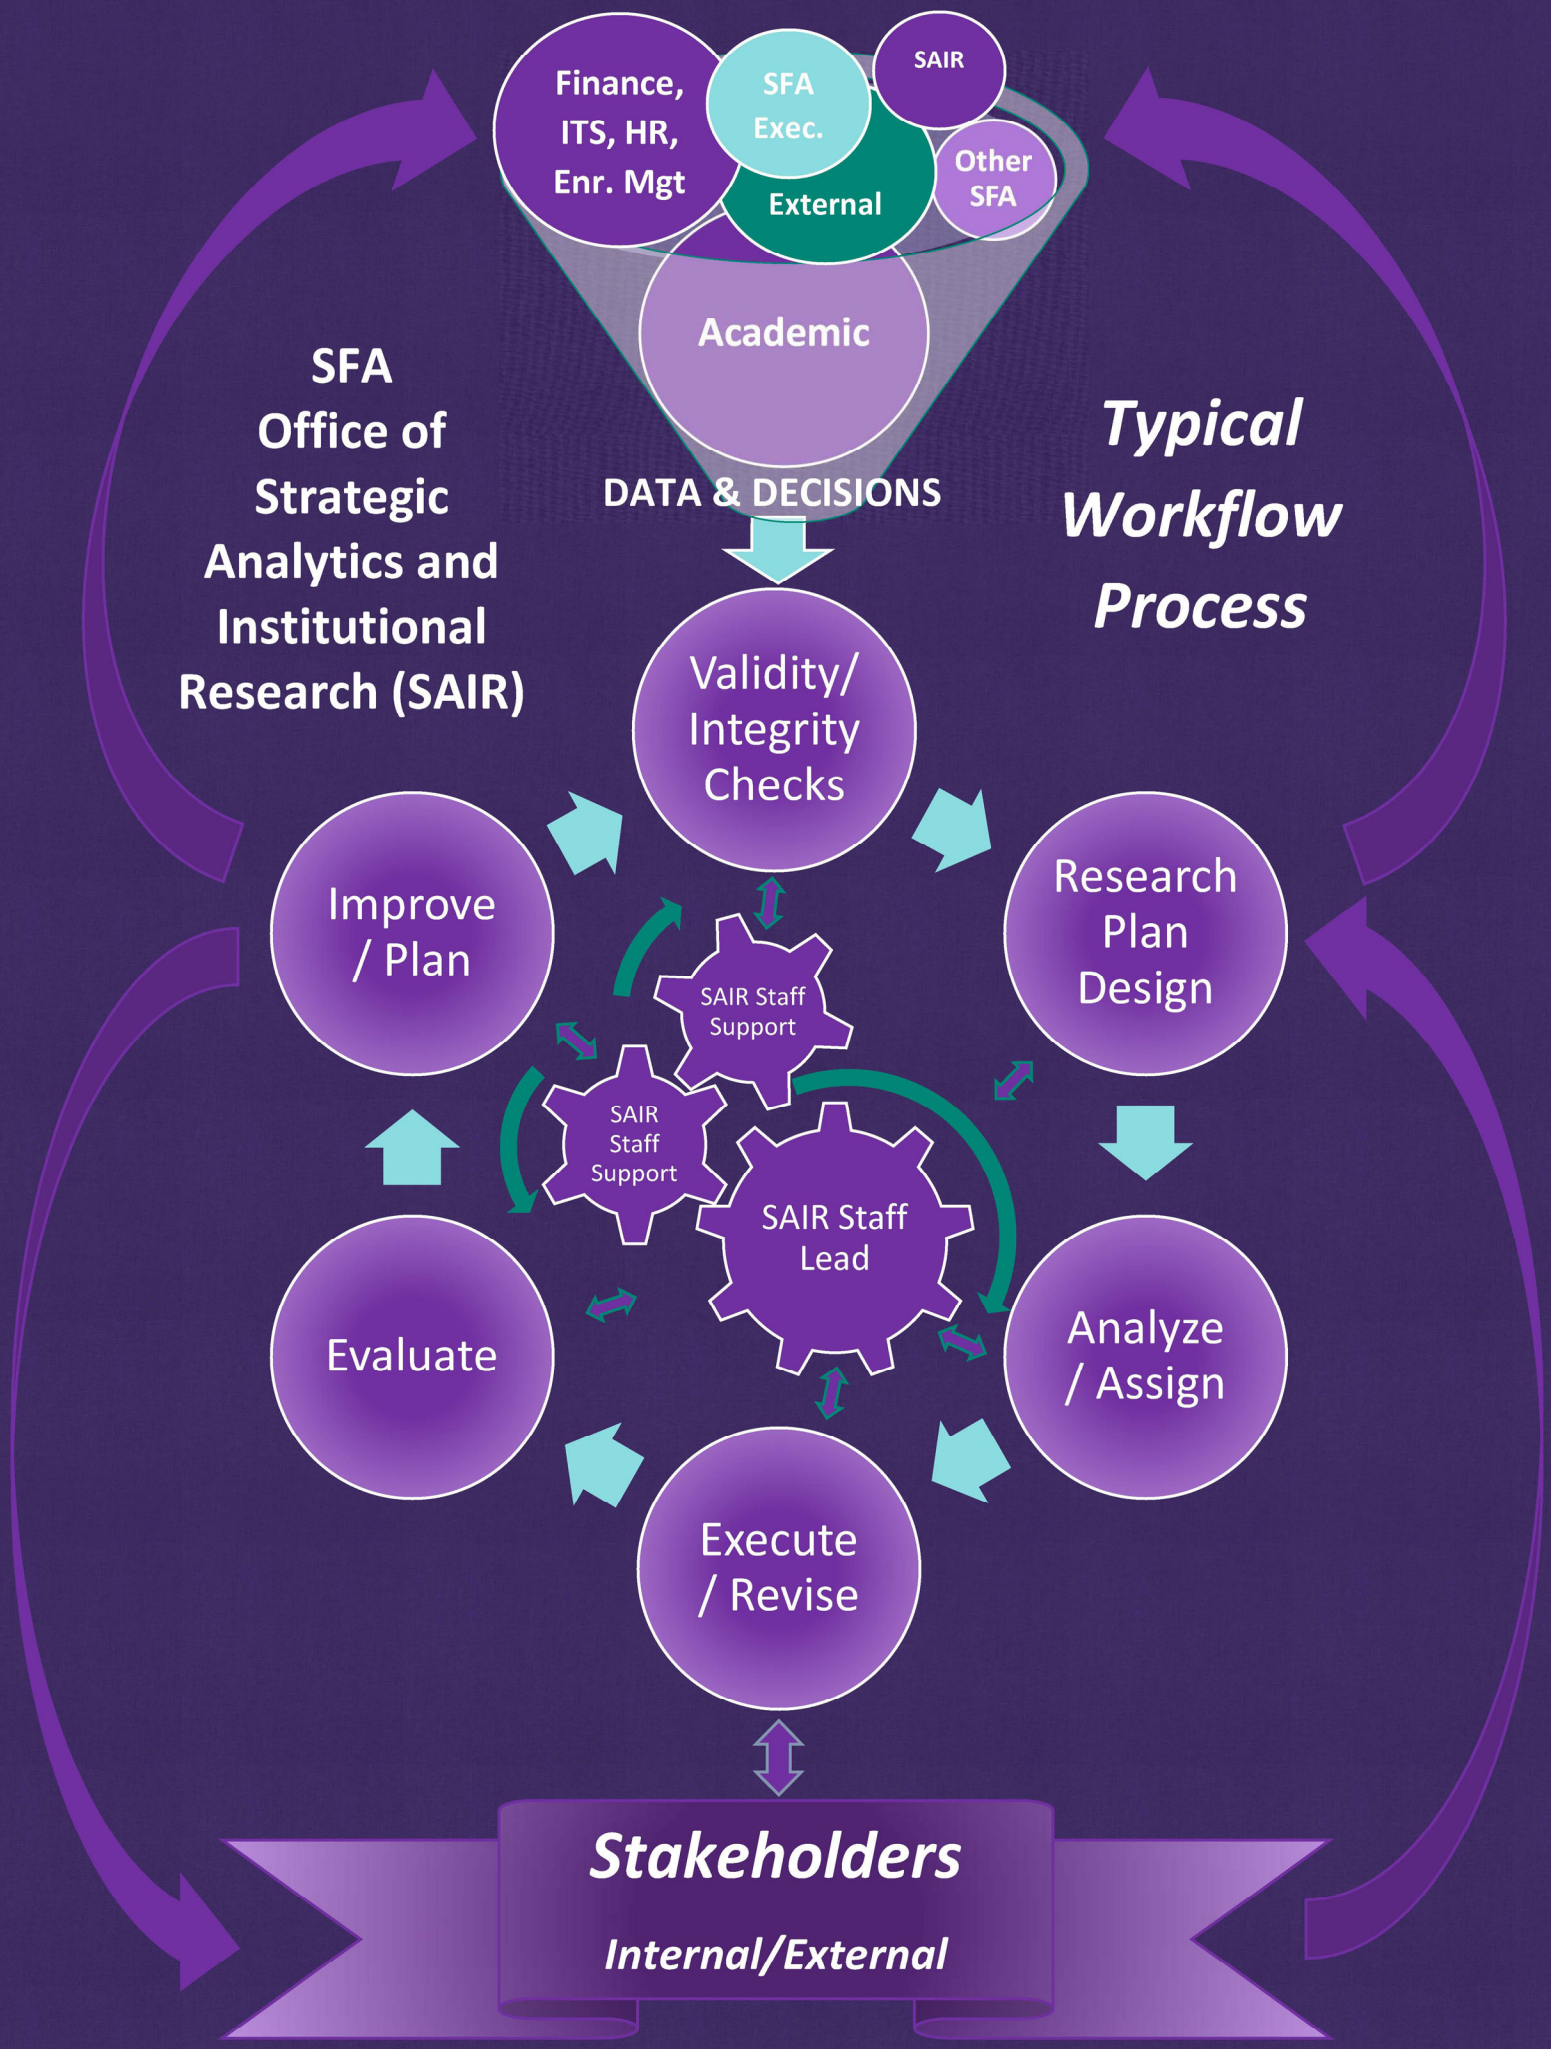 Finance,
ITS, HR,
Enr. Mgt
SFA
Exec.
SAIR
External
Other
SFA
Academic
DATA & DECISIONS
SFA
Office of
Strategic
Analytics and
Institutional
Research (SAIR)
Typical
Workflow
Process
Validity/
Integrity
Checks
Research
Plan
Design
Analyze
/ Assign
Execute
/ Revise
Evaluate
Improve
/ Plan
SAIR Staff
Support
SAIR
Staff
Support
SAIR Staff
Lead
Stakeholders
Internal/External